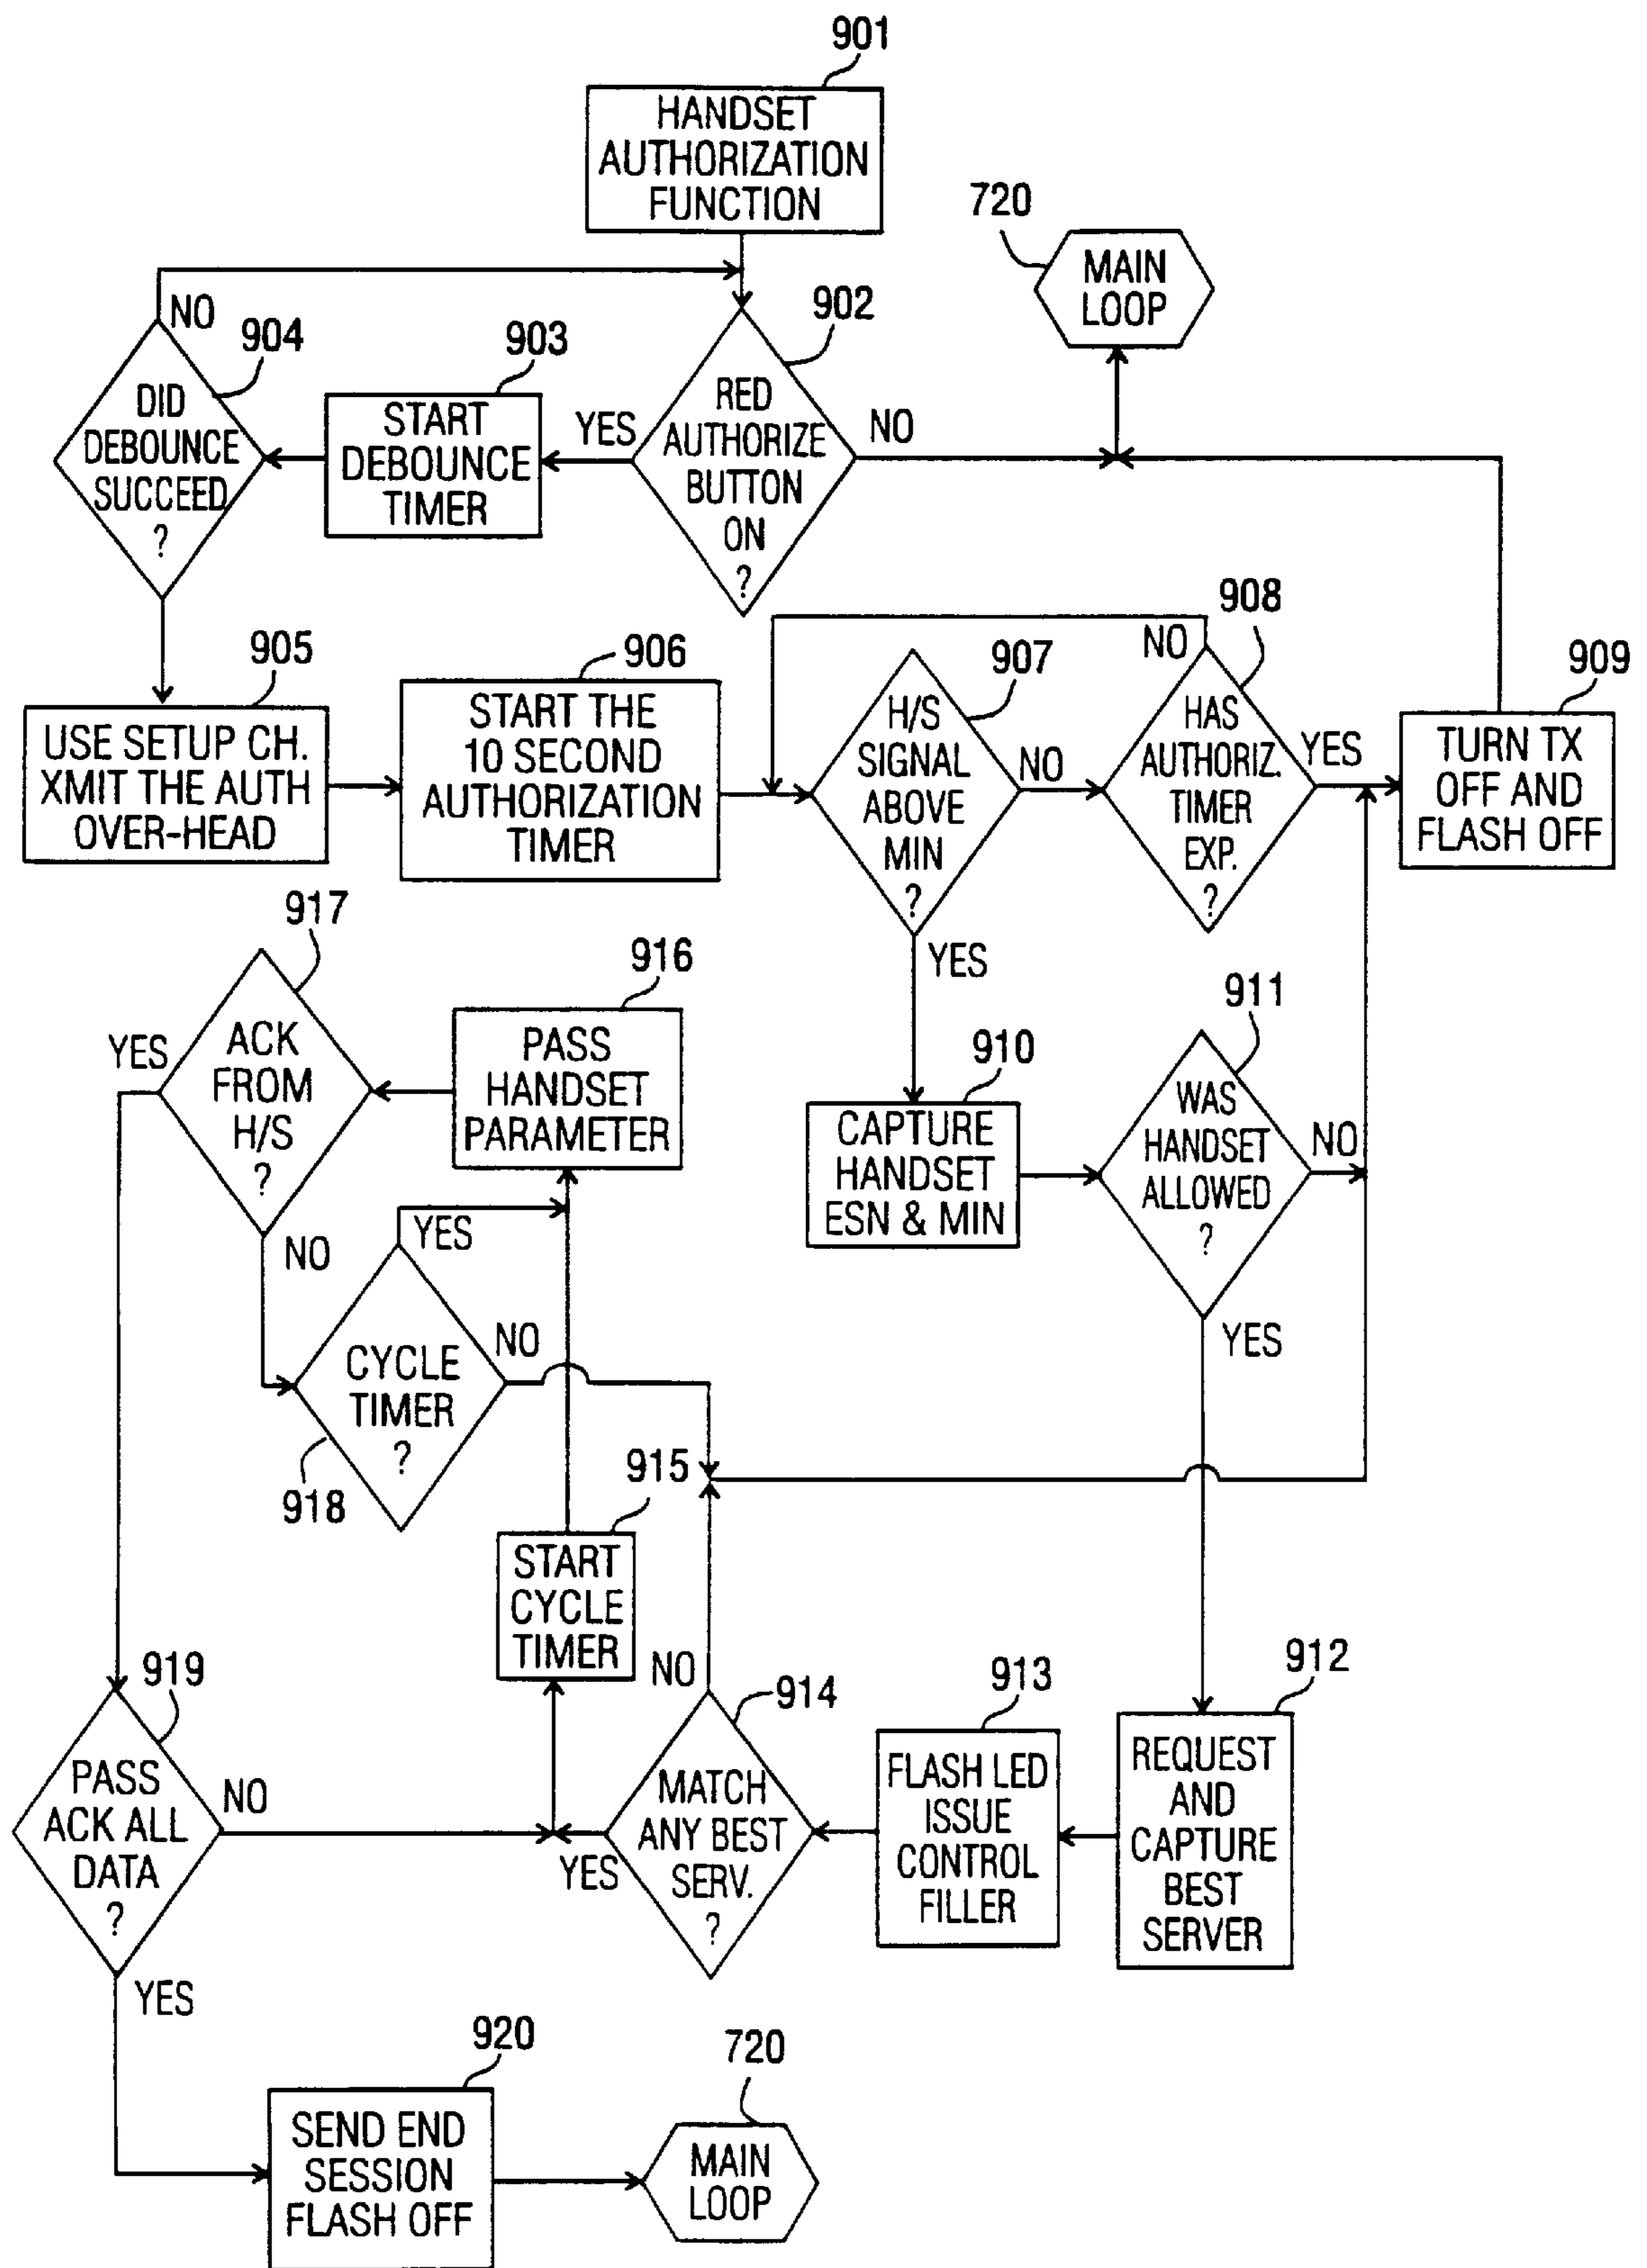 901
HANDSET
AUTHORIZATION
FUNCTION
720
MAIN
LOOP
NO
904
DID
DEBOUNCE
SUCCEED
?
903
START
DEBOUNCE
TIMER
YES
902
RED
AUTHORIZE
BUTTON
ON
?
NO
905
USE SETUP CH.
XMIT THE AUTH
OVER-HEAD
906
START THE
10 SECOND
AUTHORIZATION
TIMER
907
H/S
SIGNAL
ABOVE
MIN
?
NO
YES
908
NO
HAS
AUTHORIZ.
TIMER
EXP.
?
YES
909
TURN TX
OFF AND
FLASH OFF
917
YES
ACK
FROM
H/S
?
NO
916
PASS
HANDSET
PARAMETER
910
CAPTURE
HANDSET
ESN & MIN
911
WAS
HANDSET
ALLOWED
?
NO
YES
YES
CYCLE
TIMER
?
NO
918
915
START
CYCLE
TIMER
919
PASS
ACK ALL
DATA
?
NO
YES
NO
914
MATCH
ANY BEST
SERV.
?
YES
913
FLASH LED
ISSUE
CONTROL
FILLER
912
REQUEST
AND
CAPTURE
BEST
SERVER
920
SEND END
SESSION
FLASH OFF
720
MAIN
LOOP